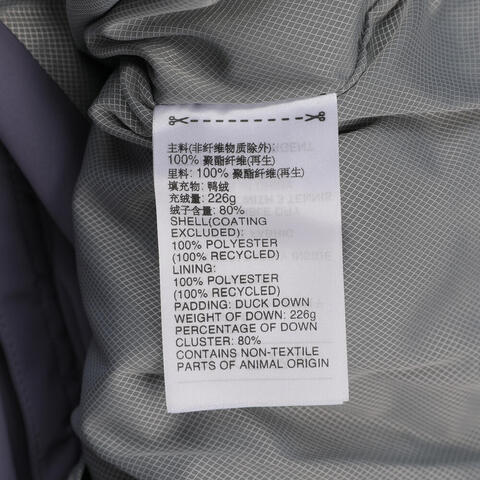 主料(非纤维物质除外):
100% 聚酯纤维(再生)
里料: 100% 聚酯纤维(再生)
填充物: 鸭绒
充绒量: 226g
绒子含量: 80%
SHELL(COATING
EXCLUDED):
100% POLYESTER
(100% RECYCLED)
LINING:
100% POLYESTER
(100% RECYCLED)
PADDING: DUCK DOWN
WEIGHT OF DOWN: 226g
PERCENTAGE OF DOWN
CLUSTER: 80%
CONTAINS NON-TEXTILE
PARTS OF ANIMAL ORIGIN